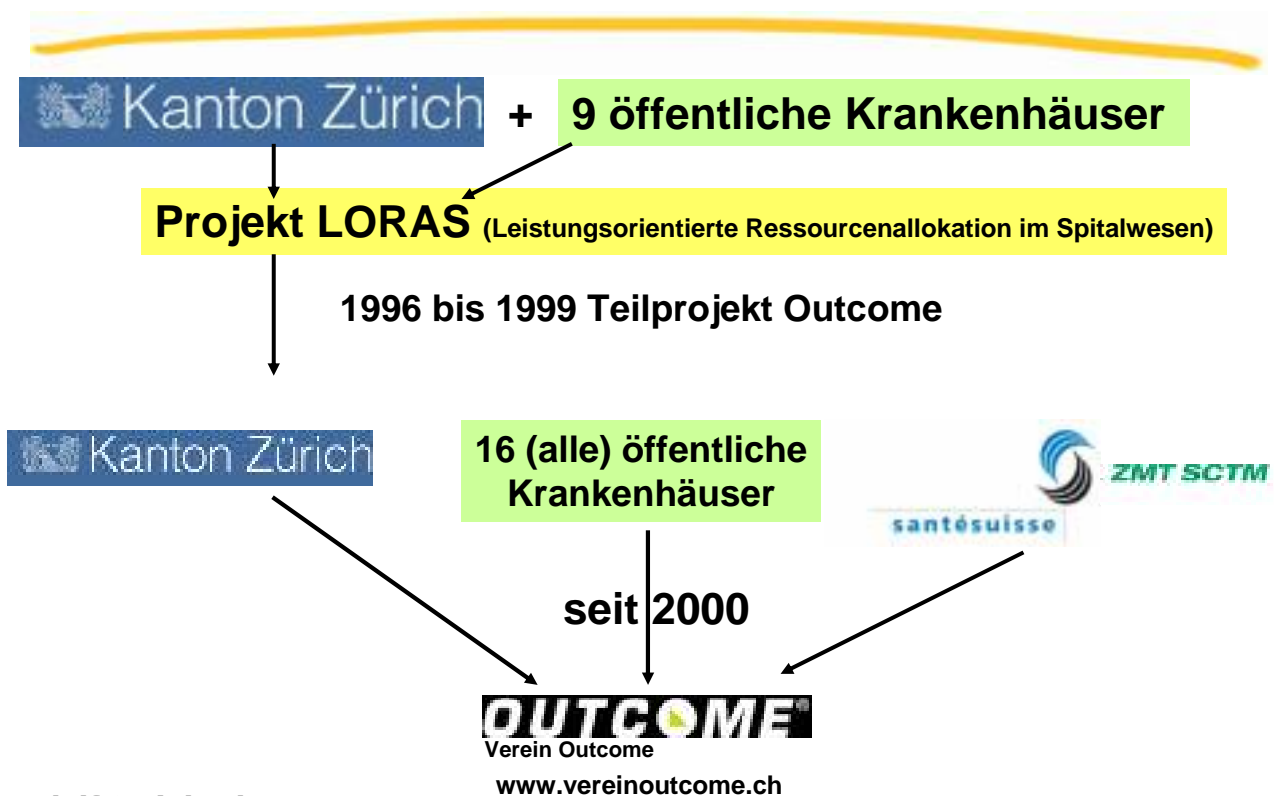 Kanton Zürich + 9 öffentliche Krankenhäuser
Projekt LORAS (Leistungsorientierte Ressourcenallokation im Spitalwesen)
1996 bis 1999 Teilprojekt Outcome
Kanton Zürich
16 (alle) öffentliche
Krankenhäuser
ZMT SCTM
santésuisse
seit 2000
OUTCOME®
Verein Outcome
www.vereinoutcome.ch